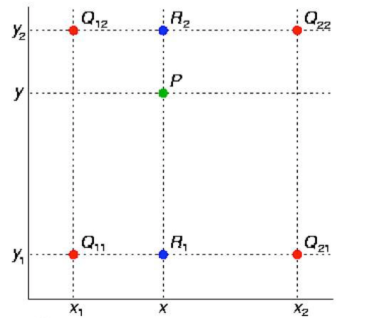 y₂ Q₁₂ R₂ Q₂₂
y P
y₁ Q₁₁ R₁ Q₂₁
x₁ x x₂